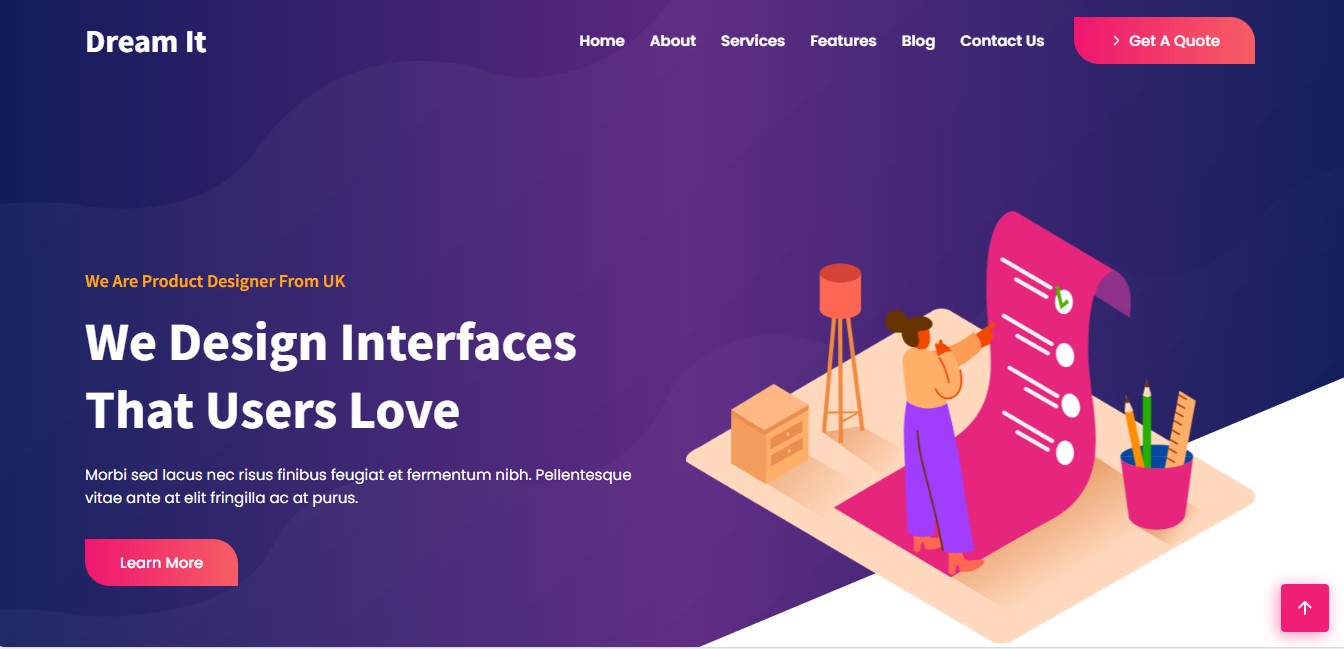 Dream It
Home About Services Features Blog Contact Us Get A Quote
We Are Product Designer From UK
We Design Interfaces
That Users Love
Morbi sed lacus nec risus finibus feugiat et fermentum nibh. Pellentesque
vitae ante at elit fringilla ac at purus.
Learn More